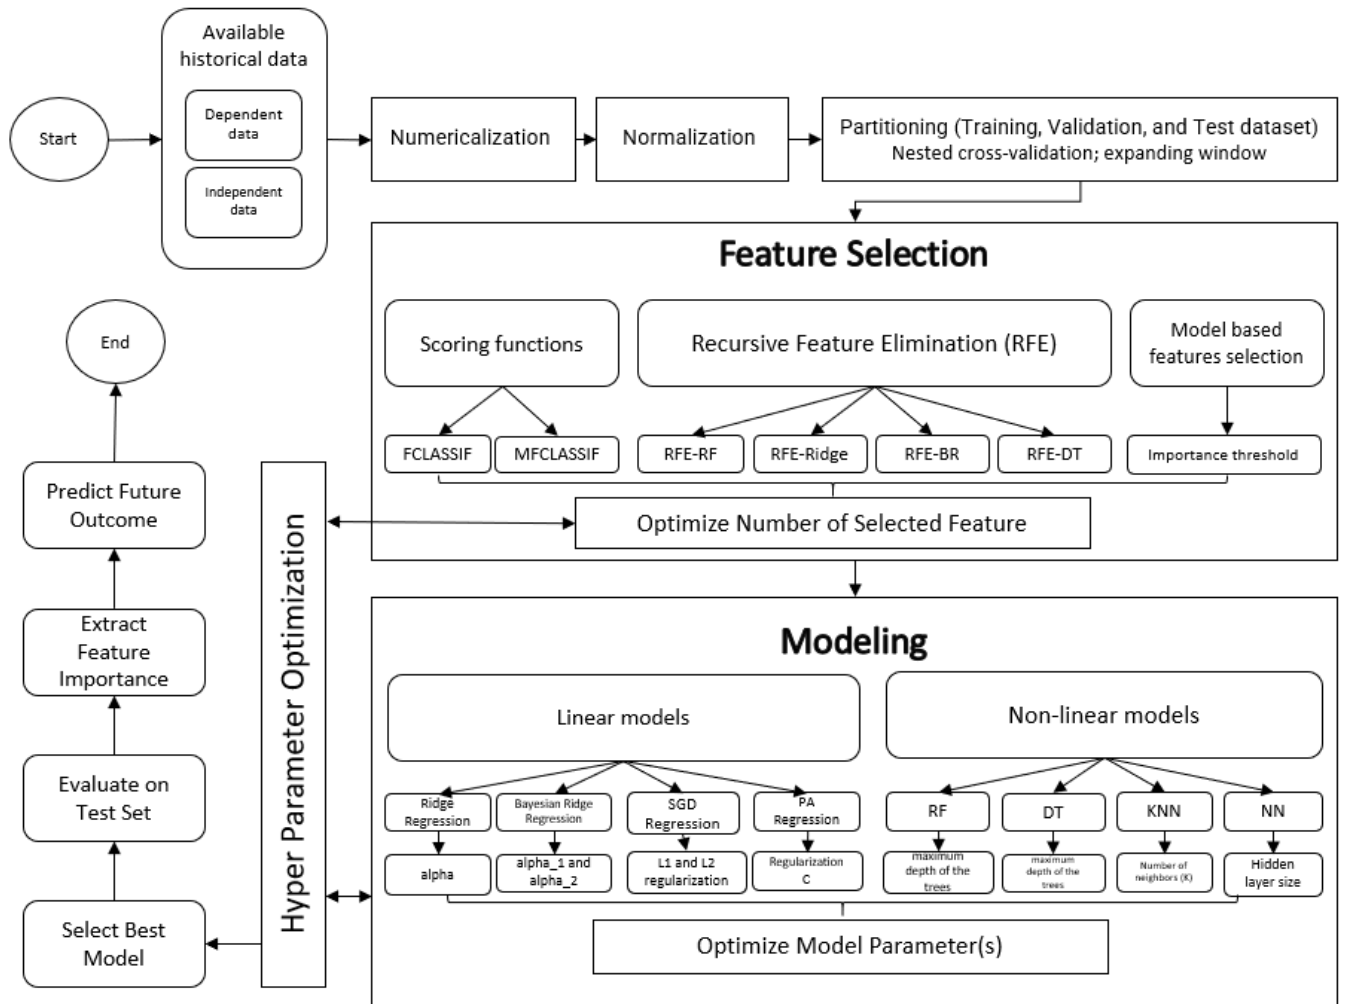 Available
historical data
Dependent
data
Independent
data
Start
Numericalization
Normalization
Partitioning (Training, Validation, and Test dataset)
Nested cross-validation; expanding window
Feature Selection
Scoring functions
Recursive Feature Elimination (RFE)
Model based
features selection
FCLASSIF
MFCLASSIF
RFE-RF
RFE-Ridge
RFE-BR
RFE-DT
Importance threshold
Optimize Number of Selected Feature
Modeling
Linear models
Non-linear models
Ridge
Regression
Bayesian Ridge
Regression
SGD
Regression
PA
Regression
RF
DT
KNN
NN
alpha
alpha_1 and
alpha_2
L1 and L2
regularization
Regularization
C
maximum
depth of the
trees
maximum
depth of the
trees
Number of
neighbors (K)
Hidden
layer size
Optimize Model Parameter(s)
Hyper Parameter Optimization
Select Best
Model
Evaluate on
Test Set
Extract
Feature
Importance
Predict Future
Outcome
End